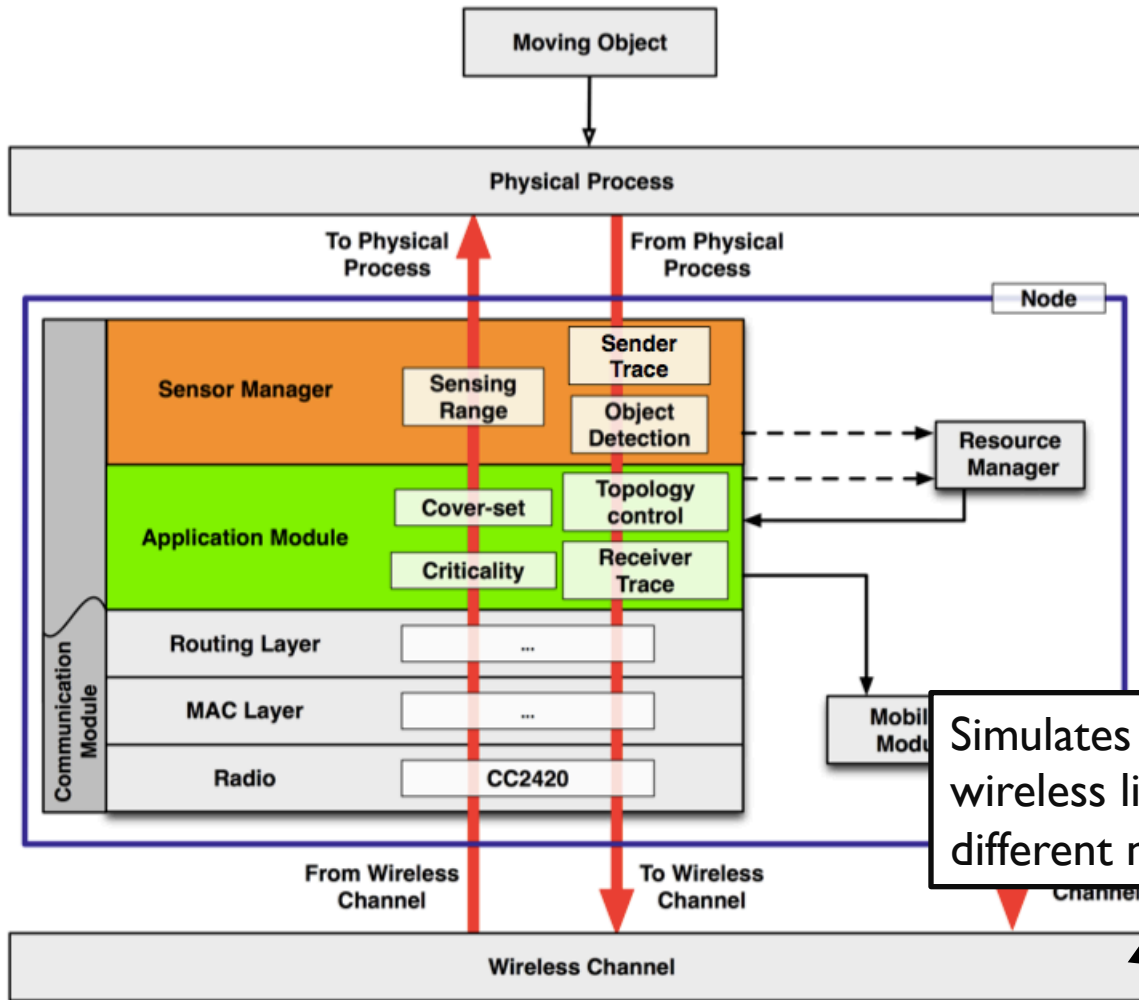 Moving Object
Physical Process
To Physical
Process
From Physical
Process
Node
Sensor Manager
Sensing
Range
Sender
Trace
Object
Detection
Resource
Manager
Application Module
Cover-set
Topology
control
Criticality
Receiver
Trace
Communication
Module
Routing Layer
...
MAC Layer
...
Radio
CC2420
Simulates
wireless
different
From Wireless
Channel
To Wireless
Channel
Channel
Wireless Channel